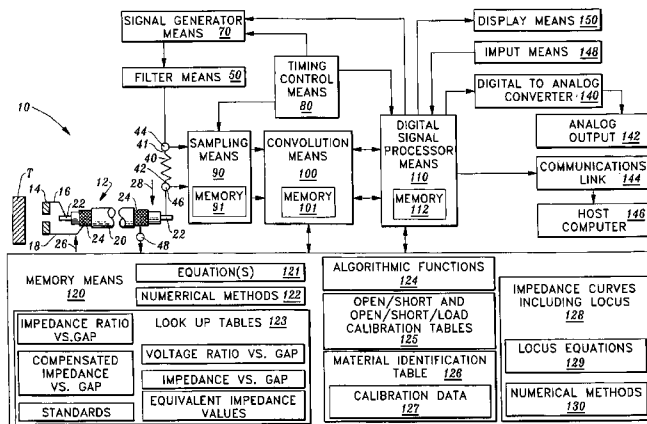 SIGNAL GENERATOR
MEANS 70
FILTER MEANS 50
TIMING
CONTROL
MEANS
80
DISPLAY MEANS 150
IMPUT MEANS 148
DIGITAL TO ANALOG
CONVERTER 140
ANALOG OUTPUT 142
COMMUNICATIONS
LINK 144
HOST
COMPUTER 146
10
44
41
40
42
46
SAMPLING
MEANS
90
MEMORY
91
CONVOLUTION
MEANS
100
MEMORY
101
DIGITAL
SIGNAL
PROCESSOR
MEANS
110
MEMORY
112
T
14
16
12
22
28
24
18
26
24
20
48
22
MEMORY MEANS
120
EQUATION(S) 121
NUMERRICAL METHODS 122
IMPEDANCE RATIO
VS.GAP
COMPENSATED
IMPEDANCE
VS. GAP
STANDARDS
LOOK UP TABLES 123
VOLTAGE RATIO VS. GAP
IMPEDANCE VS. GAP
EQUIVALENT IMPEDANCE
VALUES
ALGORITHMIC FUNCTIONS
124
OPEN/SHORT AND
OPEN/SHORT/LOAD
CALIBRATION TABLES
125
MATERIAL IDENTIFICATION
TABLE 126
CALIBRATION DATA
127
IMPEDANCE CURVES
INCLUDING LOCUS
128
LOCUS EQUATIONS
129
NUMERICAL METHODS
130